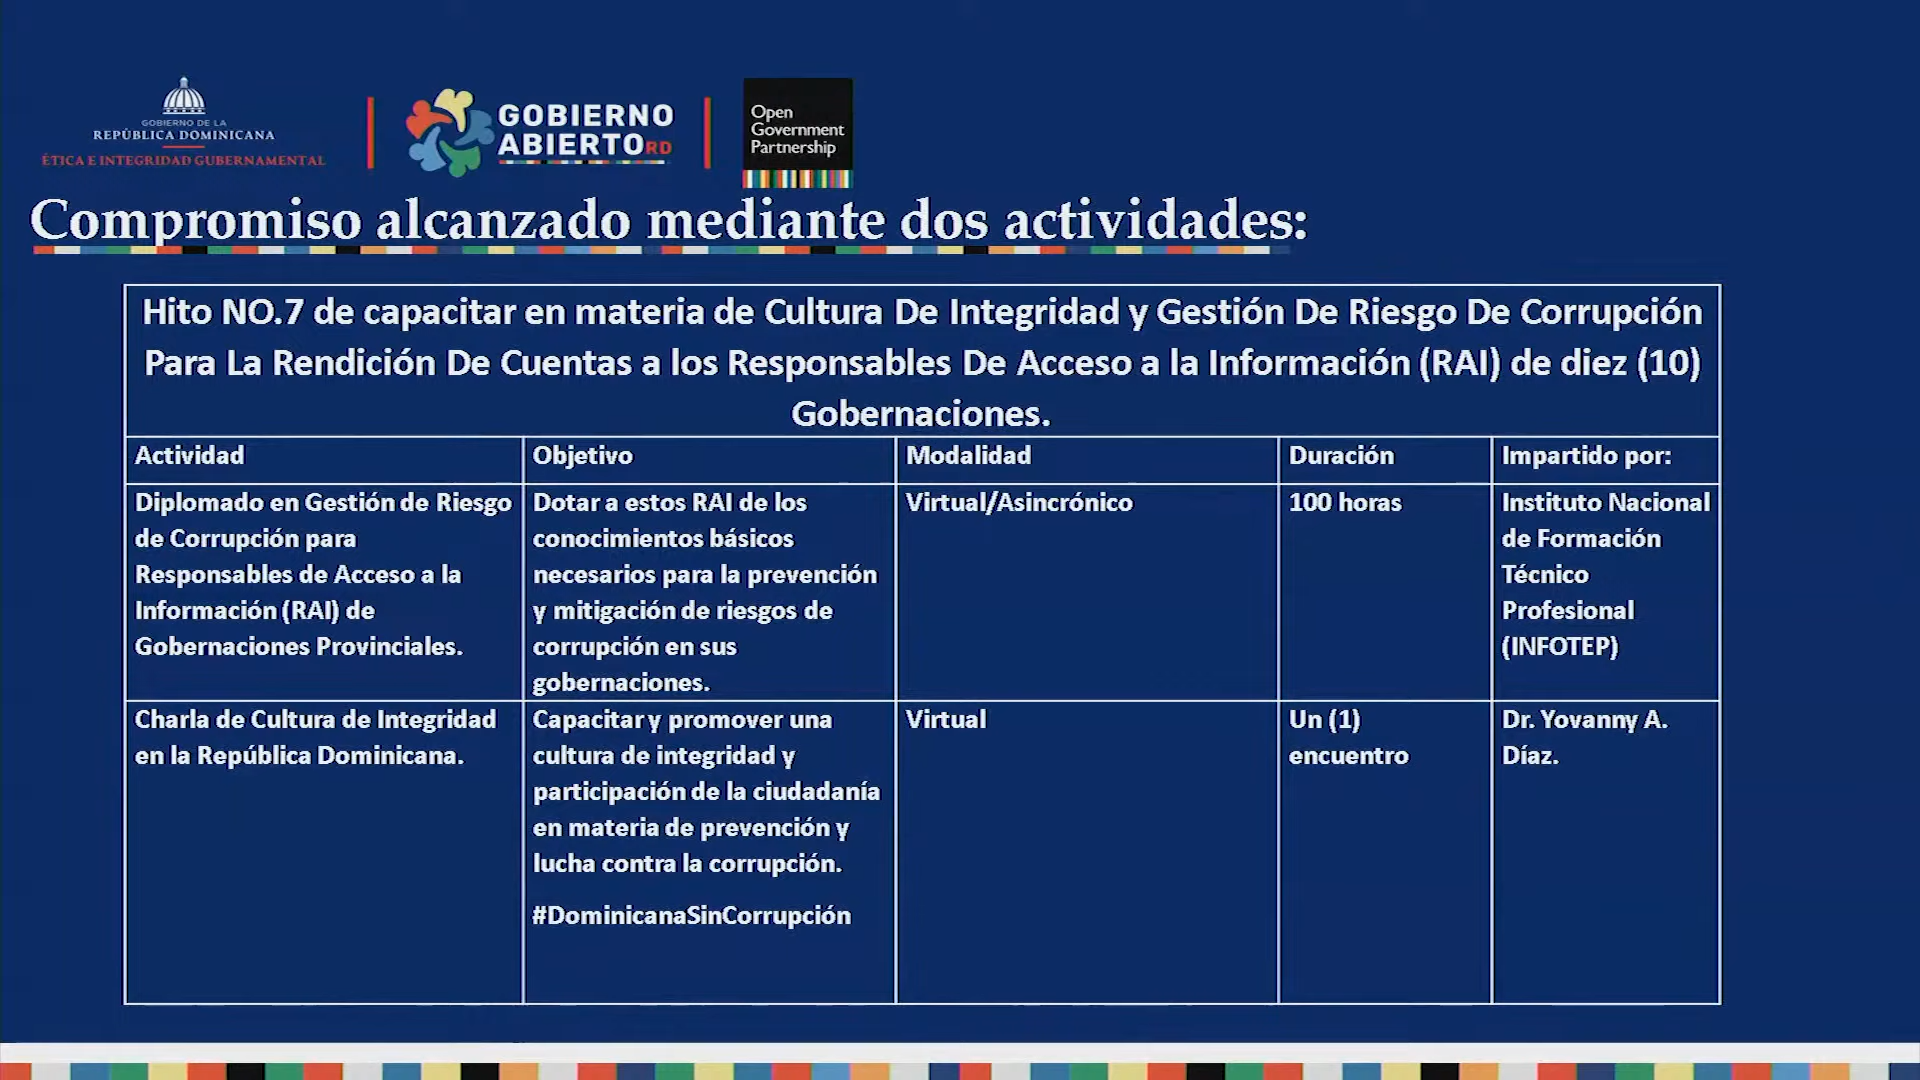 GOBIERNO DE LA
REPÚBLICA DOMINICANA
ÉTICA E INTEGRIDAD GUBERNAMENTAL
GOBIERNO
ABIERTORD
Open
Government
Partnership
Compromiso alcanzado mediante dos actividades:
Hito NO.7 de capacitar en materia de Cultura De Integridad y Gestión De Riesgo De Corrupción
Para La Rendición De Cuentas a los Responsables De Acceso a la Información (RAI) de diez (10)
Gobernaciones.
Actividad
Objetivo
Modalidad
Duración
Impartido por:
Diplomado en Gestión de Riesgo
de Corrupción para
Responsables de Acceso a la
Información (RAI) de
Gobernaciones Provinciales.
Dotar a estos RAI de los
conocimientos básicos
necesarios para la prevención
y mitigación de riesgos de
corrupción en sus
gobernaciones.
Virtual/Asincrónico
100 horas
Instituto Nacional
de Formación
Técnico
Profesional
(INFOTEP)
Charla de Cultura de Integridad
en la República Dominicana.
Capacitar y promover una
cultura de integridad y
participación de la ciudadanía
en materia de prevención y
lucha contra la corrupción.
#DominicanaSinCorrupción
Virtual
Un (1)
encuentro
Dr. Yovanny A.
Díaz.